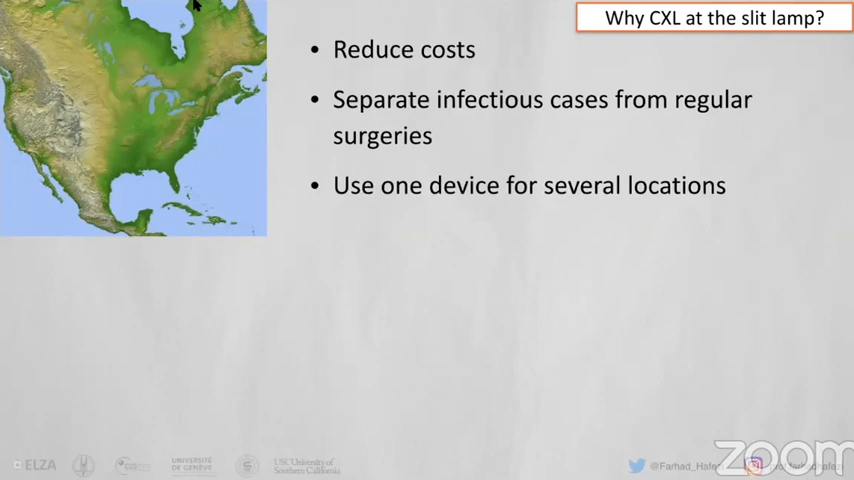 Why CXL at the slit lamp?
• Reduce costs
• Separate infectious cases from regular
surgeries
• Use one device for several locations
ELZA
UNIVERSITÉ
DE GENÈVE
USC University of
Southern California
@Farhad_Hafezi
zoom